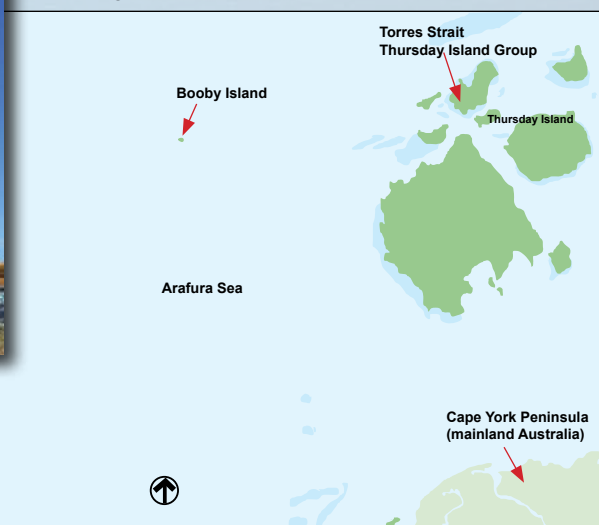 Torres Strait
Thursday Island Group
Booby Island
Thursday Island
Arafura Sea
Cape York Peninsula
(mainland Australia)